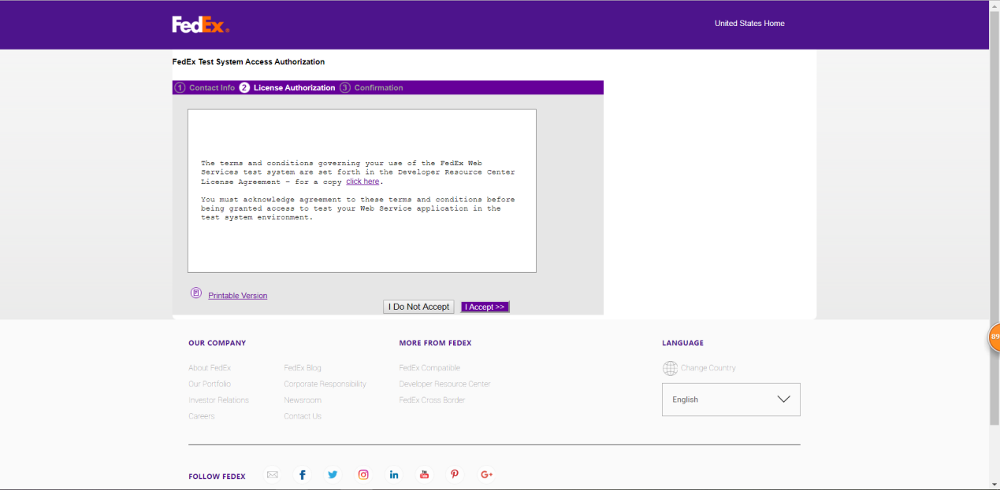 FedEx.
United States Home
FedEx Test System Access Authorization
1 Contact Info 2 License Authorization 3 Confirmation
The terms and conditions governing your use of the FedEx Web
Services test system are set forth in the Developer Resource Center
License Agreement - for a copy click here.
You must acknowledge agreement to these terms and conditions before
being granted access to test your Web Service application in the
test system environment.
Printable Version
I Do Not Accept
I Accept >>
OUR COMPANY
About FedEx
Our Portfolio
Investor Relations
Careers
FedEx Blog
Corporate Responsibility
Newsroom
Contact Us
MORE FROM FEDEX
FedEx Compatible
Developer Resource Center
FedEx Cross Border
LANGUAGE
Change Country
English
89
FOLLOW FEDEX